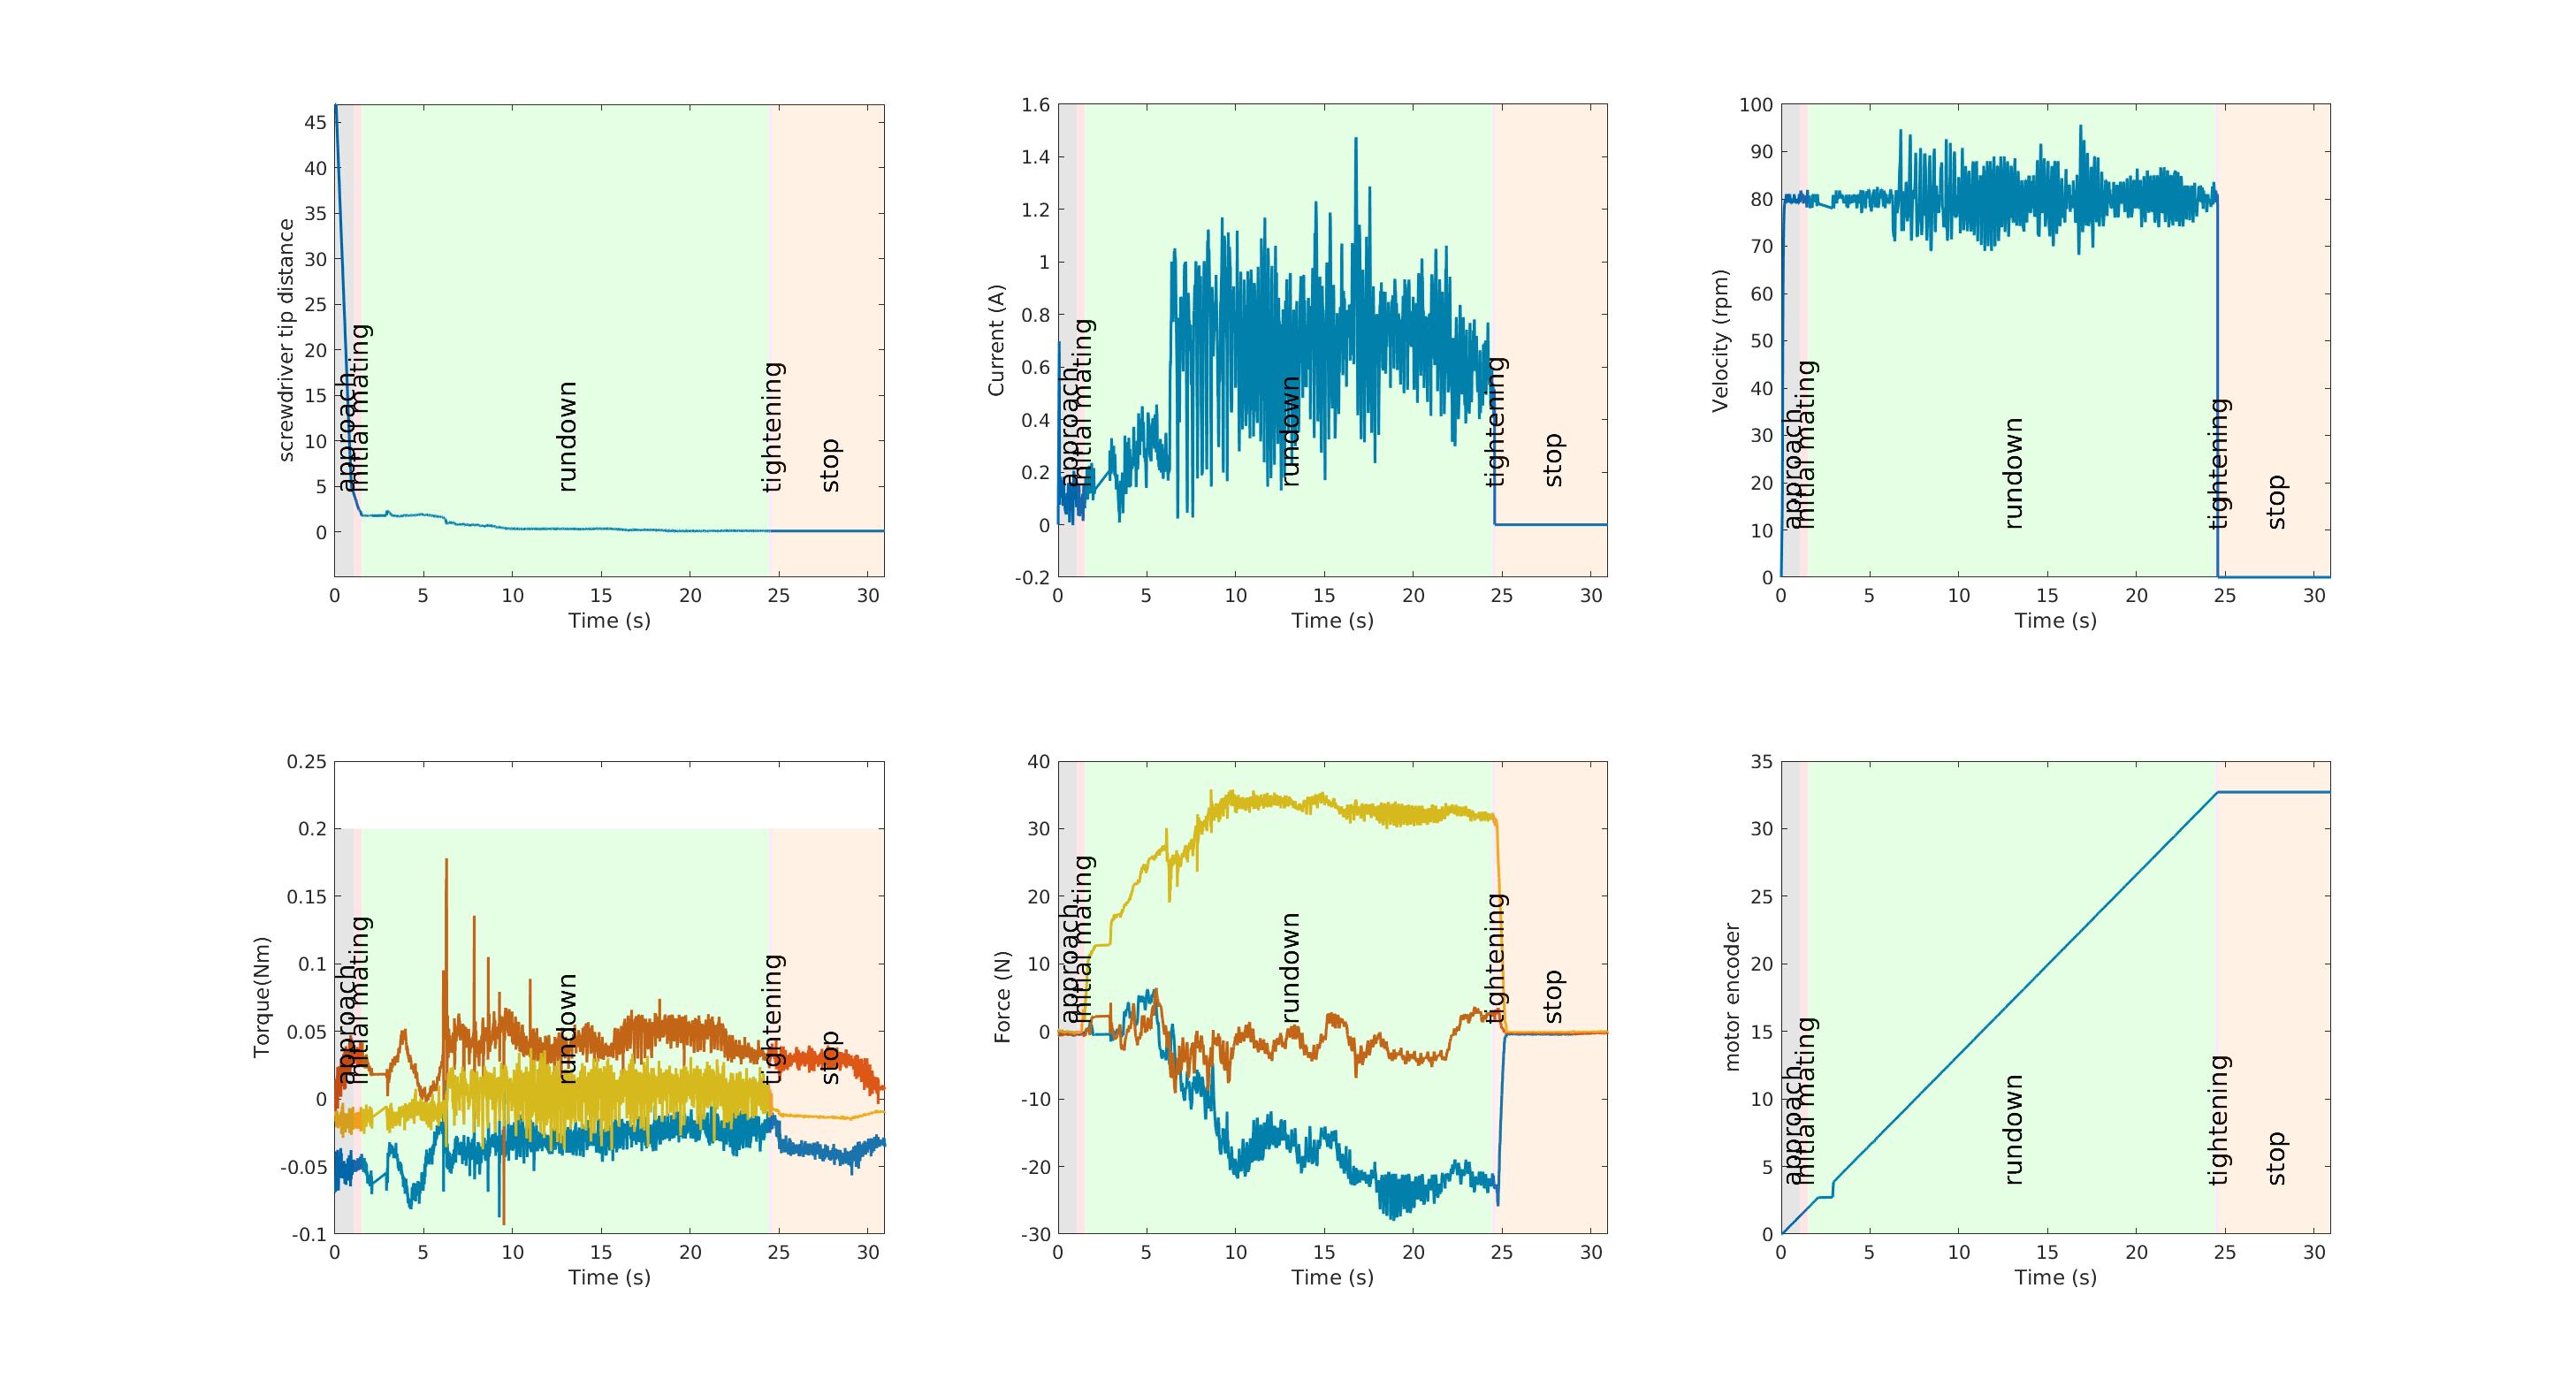 screwdriver tip distance
45
40
35
30
25
20
15
10
5
0
approach
initial mating
rundown
tightening
stop
0 5 10 15 20 25 30
Time (s)
Current (A)
1.6
1.4
1.2
1
0.8
0.6
0.4
0.2
0
-0.2
approach
initial mating
rundown
tightening
stop
0 5 10 15 20 25 30
Time (s)
Velocity (rpm)
100
90
80
70
60
50
40
30
20
10
0
approach
initial mating
rundown
tightening
stop
0 5 10 15 20 25 30
Time (s)
Torque(Nm)
0.25
0.2
0.15
0.1
0.05
0
-0.05
-0.1
approach
initial mating
rundown
tightening
stop
0 5 10 15 20 25 30
Time (s)
Force (N)
40
30
20
10
0
-10
-20
-30
approach
initial mating
rundown
tightening
stop
0 5 10 15 20 25 30
Time (s)
motor encoder
35
30
25
20
15
10
5
0
approach
initial mating
rundown
tightening
stop
0 5 10 15 20 25 30
Time (s)